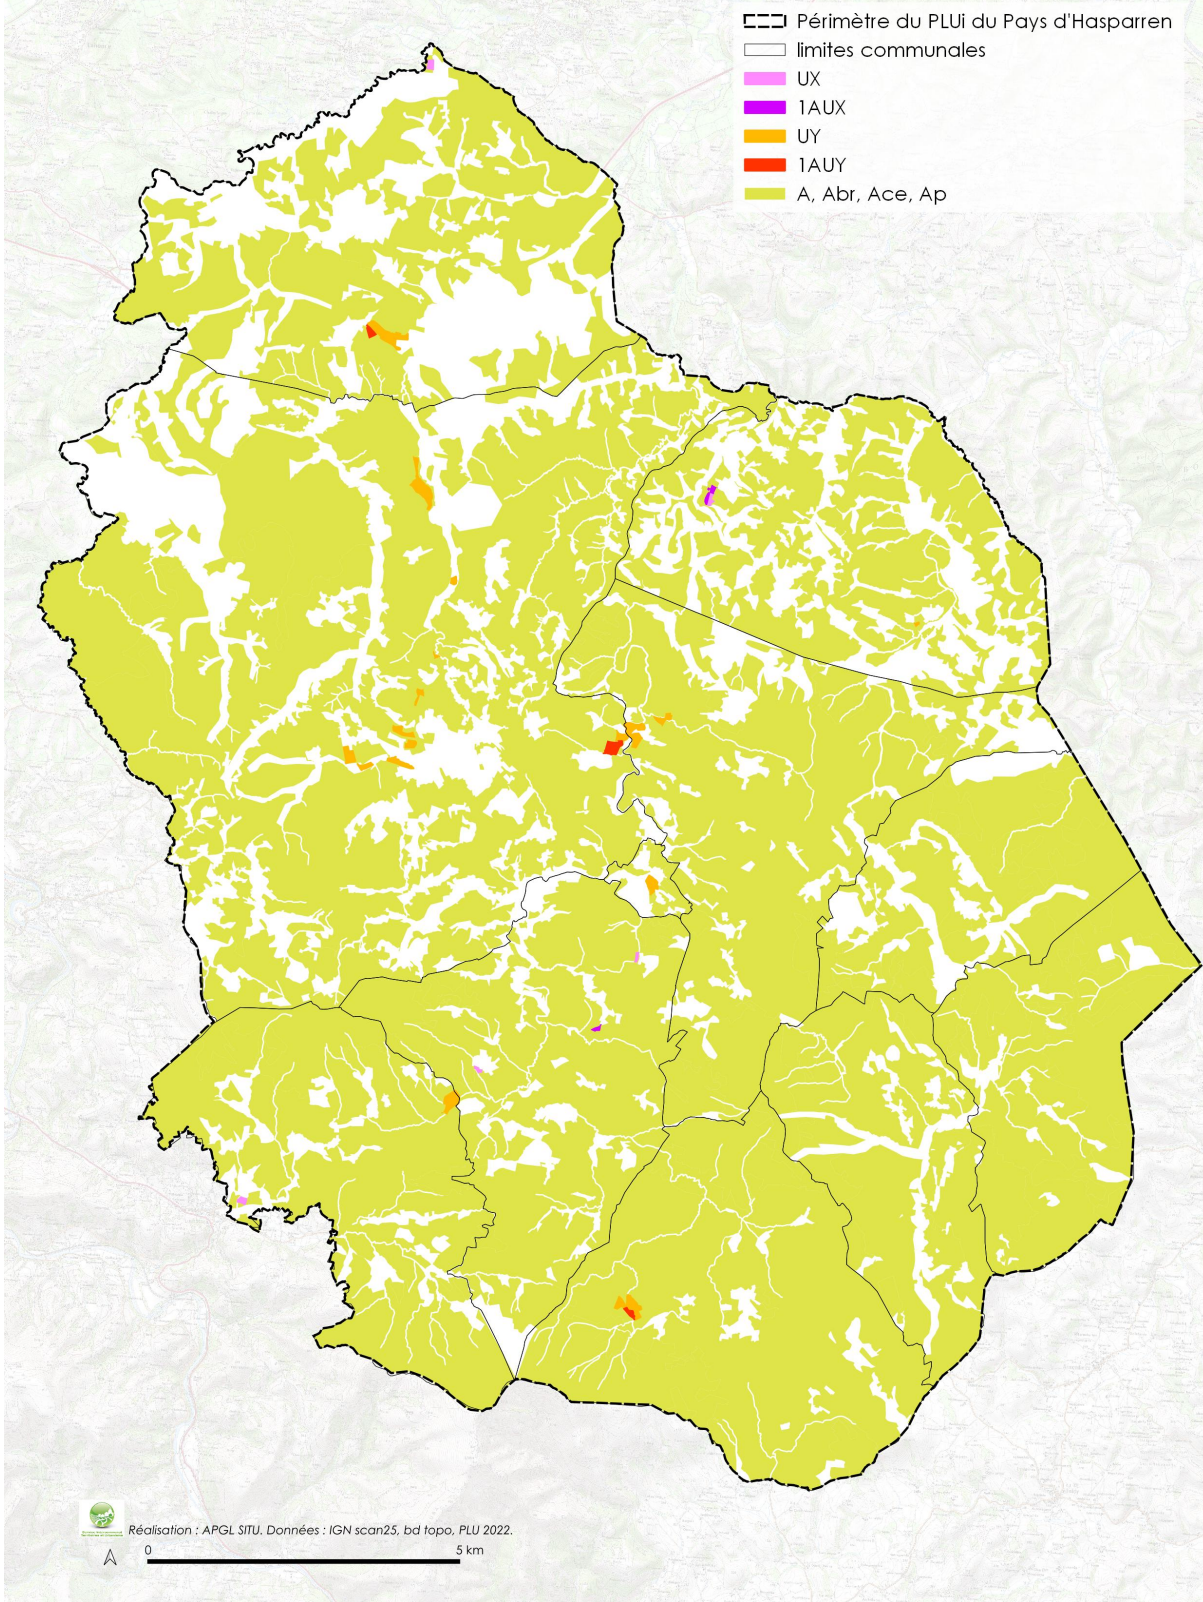 Périmètre du PLUi du Pays d'Hasparren
limites communales
UX
1AUX
UY
1AUY
A, Abr, Ace, Ap
Réalisation : APGL SITU. Données : IGN scan25, bd topo, PLU 2022.
0 5 km